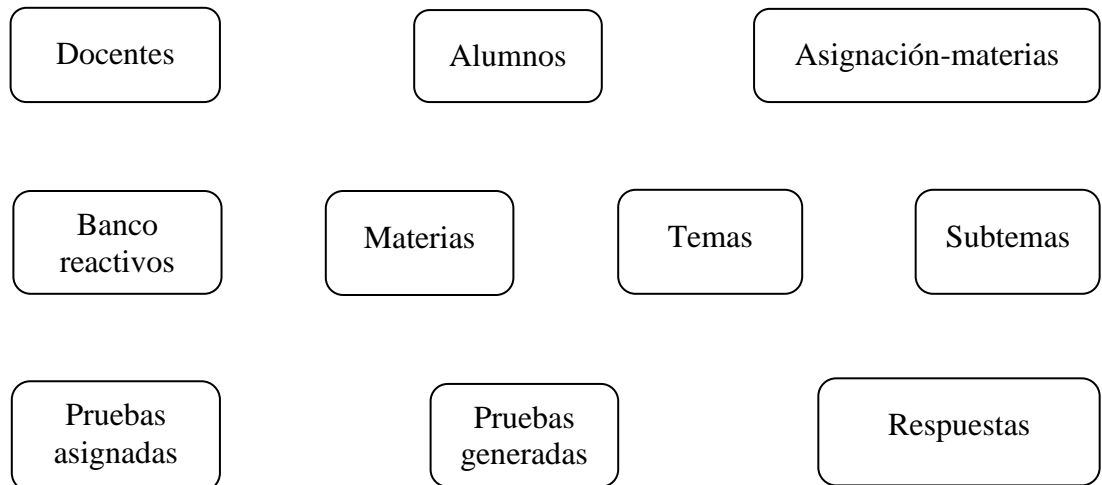 Docentes
Alumnos
Asignación-materias
Banco
reactivos
Materias
Temas
Subtemas
Pruebas
asignadas
Pruebas
generadas
Respuestas